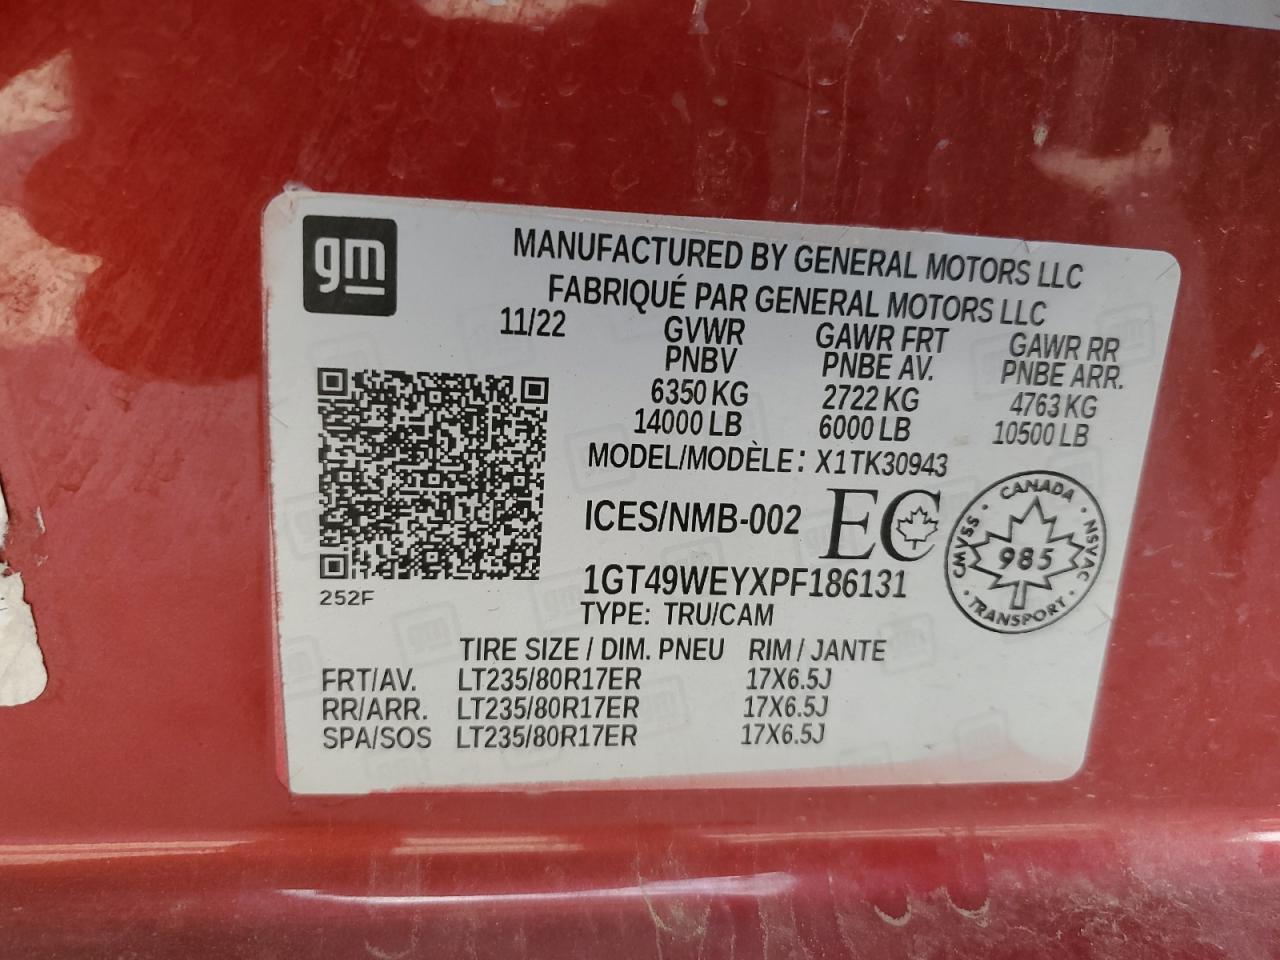 gm
MANUFACTURED BY GENERAL MOTORS LLC
FABRIQUÉ PAR GENERAL MOTORS LLC
11/22 GVWR GAWR FRT GAWR RR
PNBV PNBE AV. PNBE ARR.
6350 KG 2722 KG 4763 KG
14000 LB 6000 LB 10500 LB
MODEL/MODÈLE: X1TK30943
ICES/NMB-002 EC
CANADA
CMVSS 985 NSVAC
TRANSPORT
1GT49WEYXPF186131
252F
TYPE: TRU/CAM
TIRE SIZE / DIM. PNEU RIM / JANTE
FRT/AV. LT235/80R17ER 17X6.5J
RR/ARR. LT235/80R17ER 17X6.5J
SPA/SOS LT235/80R17ER 17X6.5J